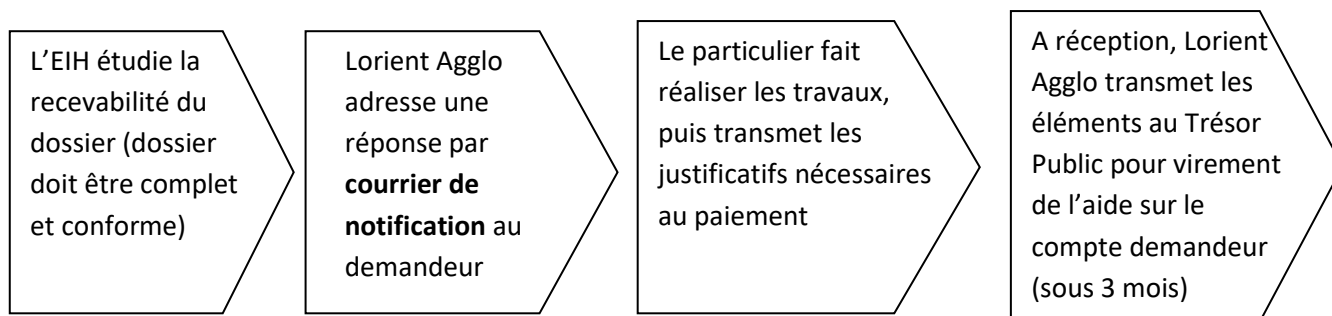 L’EIH étudie la
recevabilité du
dossier (dossier
doit être complet
et conforme)
Lorient Agglo
adresse une
réponse par
courrier de
notification au
demandeur
Le particulier fait
réaliser les travaux,
puis transmet les
justificatifs nécessaires
au paiement
A réception, Lorient
Agglo transmet les
éléments au Trésor
Public pour virement
de l’aide sur le
compte demandeur
(sous 3 mois)